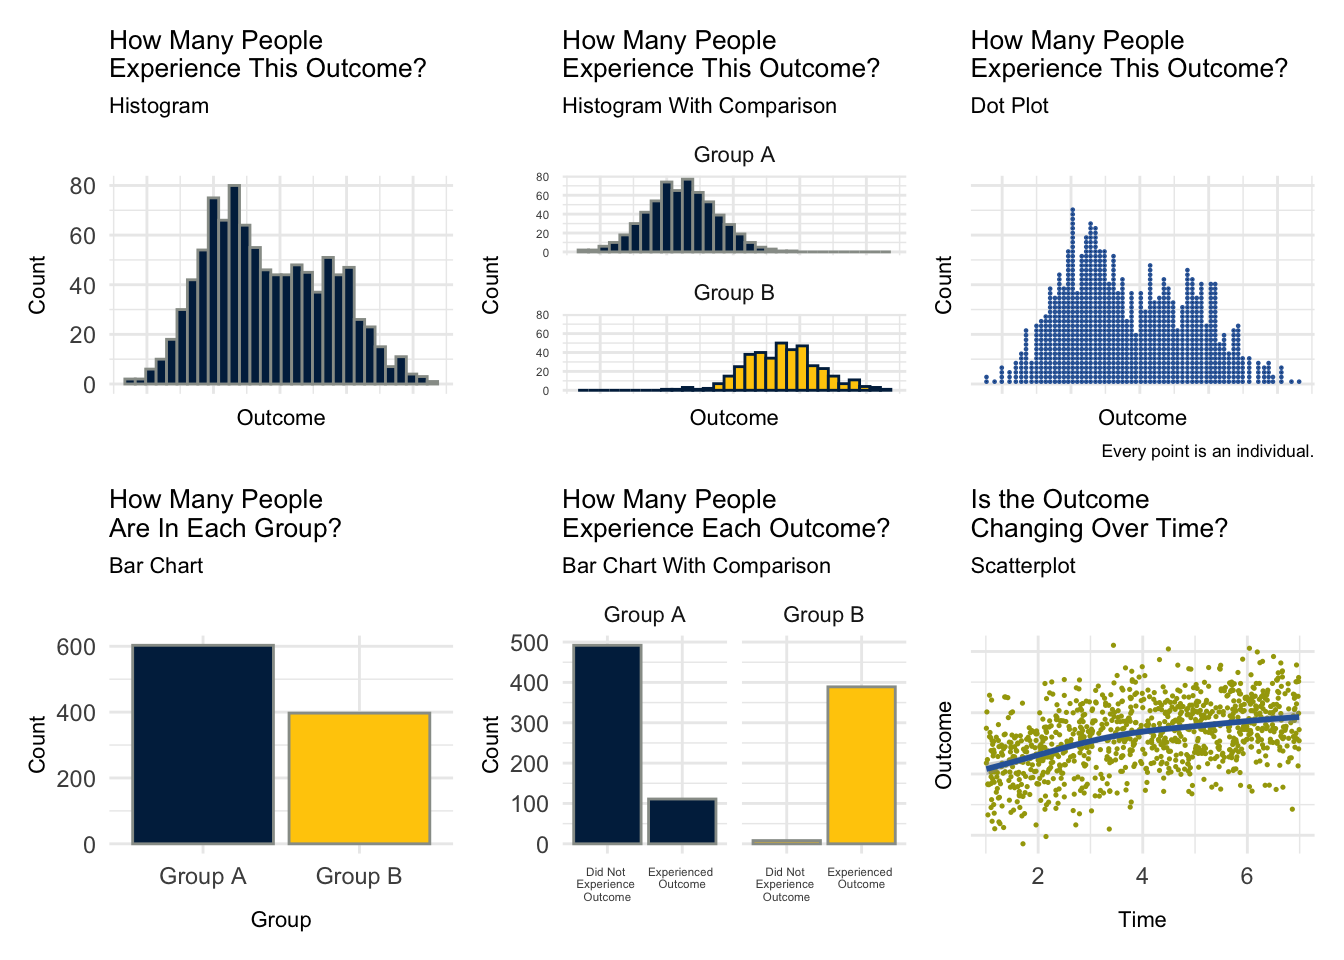 How Many People
Experience This Outcome?
Histogram
80
60
40
20
0
Count
Outcome
How Many People
Experience This Outcome?
Histogram With Comparison
Group A
80
60
40
20
0
Group B
80
60
40
20
0
Count
Outcome
How Many People
Experience This Outcome?
Dot Plot
Count
Outcome
Every point is an individual.
How Many People
Are In Each Group?
Bar Chart
600
400
200
0
Count
Group A
Group B
Group
How Many People
Experience Each Outcome?
Bar Chart With Comparison
Group A
Group B
500
400
300
200
100
0
Count
Did Not
Experience
Outcome
Experienced
Outcome
Did Not
Experience
Outcome
Experienced
Outcome
Is the Outcome
Changing Over Time?
Scatterplot
Outcome
2
4
6
Time